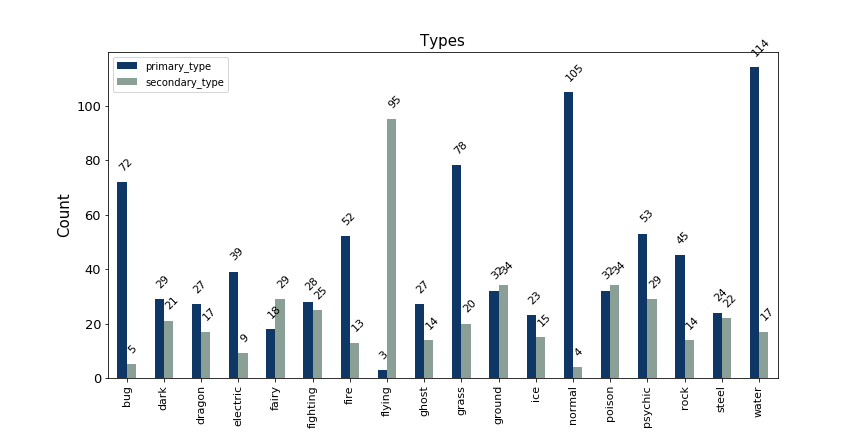 Types
primary_type
secondary_type
Count
100
80
60
40
20
0
72 5 29 21 27 17 39 9 18 29 28 25 52 13 3 95 27 14 78 20 32 34 23 15 105 4 32 34 53 29 45 14 24 22 114 17
bug dark dragon electric fairy fighting fire flying ghost grass ground ice normal poison psychic rock steel water